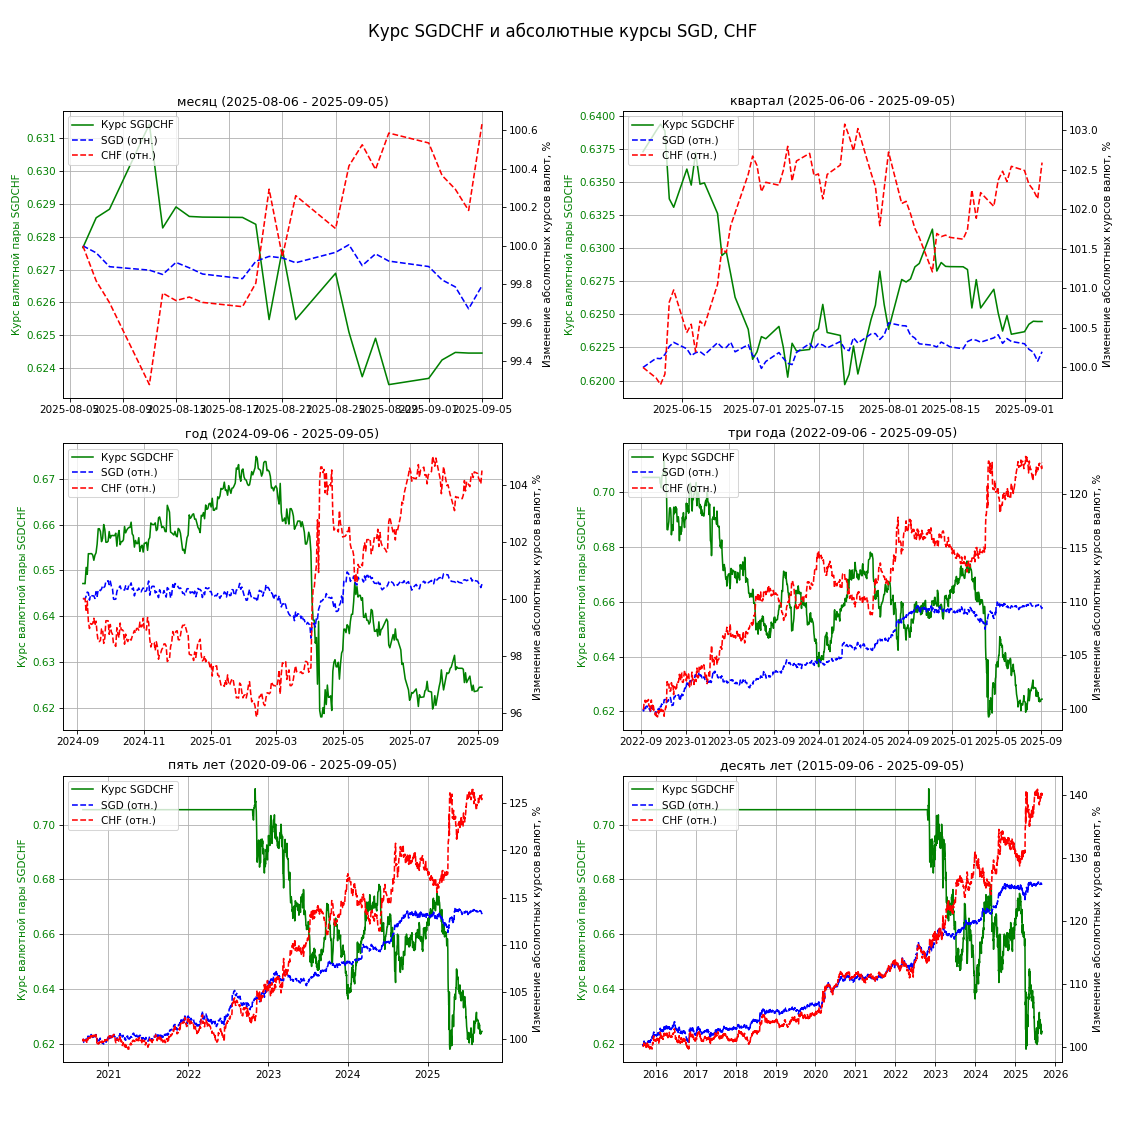 Курс SGDCHF и абсолютные курсы SGD, CHF
месяц (2025-08-06 - 2025-09-05)
Курс SGDCHF
SGD (отн.)
CHF (отн.)
Курс валютной пары SGDCHF
0.631
0.630
0.629
0.628
0.627
0.626
0.625
0.624
100.6
100.4
100.2
100.0
99.8
99.6
99.4
Изменение абсолютных курсов валют, %
2025-08-05 2025-08-09 2025-08-13 2025-08-17 2025-08-21 2025-08-25 2025-08-29 2025-09-01 2025-09-05
квартал (2025-06-06 - 2025-09-05)
Курс SGDCHF
SGD (отн.)
CHF (отн.)
Курс валютной пары SGDCHF
0.6400
0.6375
0.6350
0.6325
0.6300
0.6275
0.6250
0.6225
0.6200
103.0
102.5
102.0
101.5
101.0
100.5
100.0
Изменение абсолютных курсов валют, %
2025-06-15 2025-07-01 2025-07-15 2025-08-01 2025-08-15 2025-09-01
год (2024-09-06 - 2025-09-05)
Курс SGDCHF
SGD (отн.)
CHF (отн.)
Курс валютной пары SGDCHF
0.67
0.66
0.65
0.64
0.63
0.62
104
102
100
98
96
Изменение абсолютных курсов валют, %
2024-09 2024-11 2025-01 2025-03 2025-05 2025-07 2025-09
три года (2022-09-06 - 2025-09-05)
Курс SGDCHF
SGD (отн.)
CHF (отн.)
Курс валютной пары SGDCHF
0.70
0.68
0.66
0.64
0.62
120
115
110
105
100
Изменение абсолютных курсов валют, %
2022-09 2023-01 2023-05 2023-09 2024-01 2024-05 2024-09 2025-01 2025-05 2025-09
пять лет (2020-09-06 - 2025-09-05)
Курс SGDCHF
SGD (отн.)
CHF (отн.)
Курс валютной пары SGDCHF
0.70
0.68
0.66
0.64
0.62
125
120
115
110
105
100
Изменение абсолютных курсов валют, %
2021 2022 2023 2024 2025
десять лет (2015-09-06 - 2025-09-05)
Курс SGDCHF
SGD (отн.)
CHF (отн.)
Курс валютной пары SGDCHF
0.70
0.68
0.66
0.64
0.62
140
130
120
110
100
Изменение абсолютных курсов валют, %
2016 2017 2018 2019 2020 2021 2022 2023 2024 2025 2026